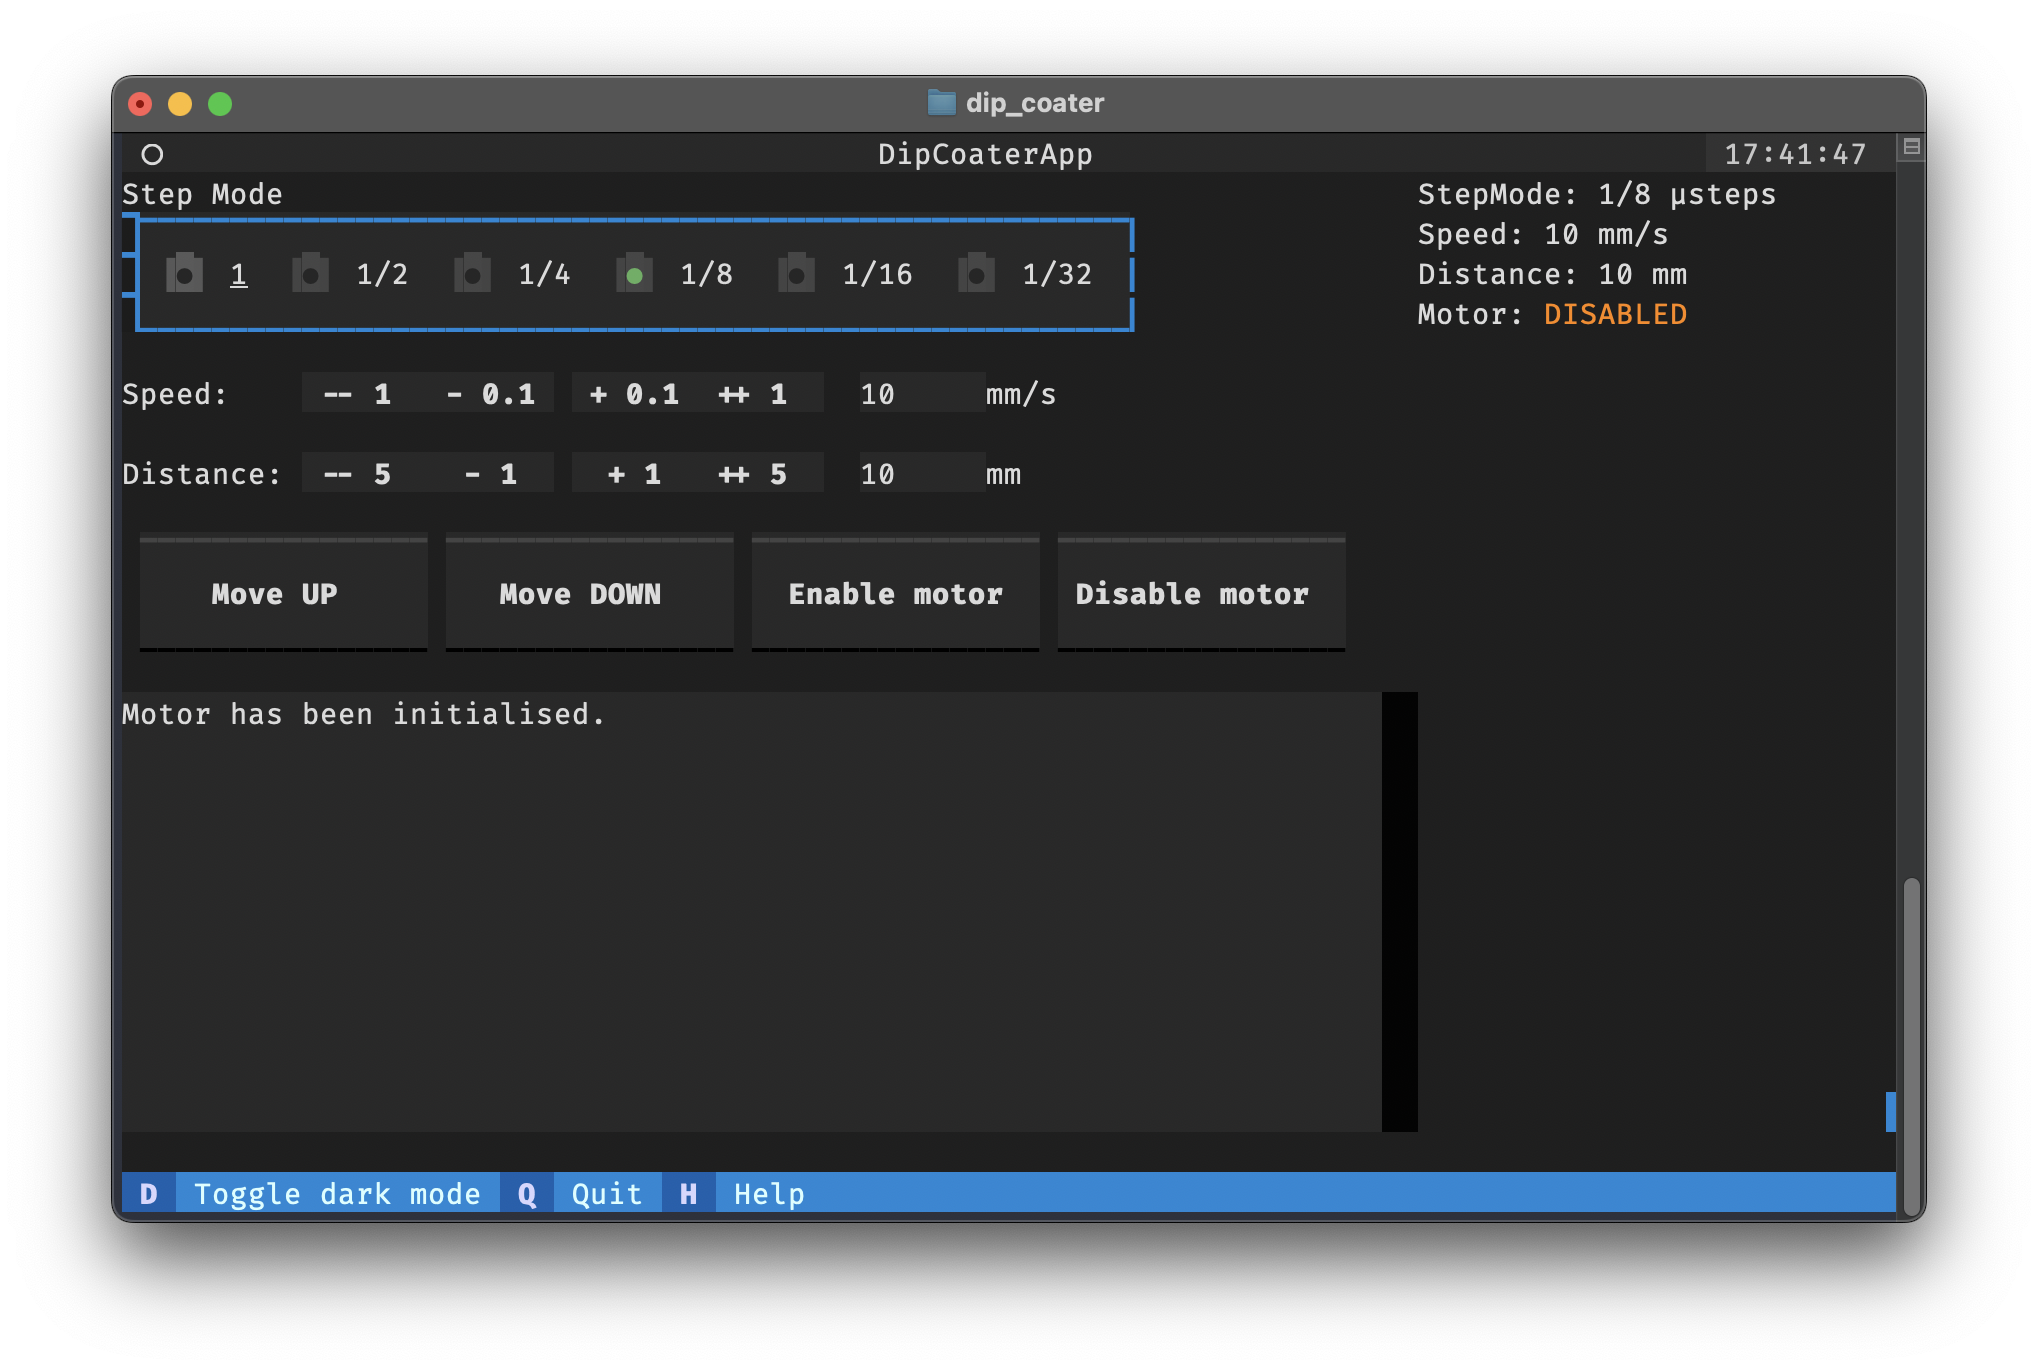 dip_coater
DipCoaterApp 17:41:47
Step Mode
1 1/2 1/4 1/8 1/16 1/32
StepMode: 1/8 µsteps
Speed: 10 mm/s
Distance: 10 mm
Motor: DISABLED
Speed: -- 1 - 0.1 + 0.1 ++ 1 10 mm/s
Distance: -- 5 - 1 + 1 ++ 5 10 mm
Move UP Move DOWN Enable motor Disable motor
Motor has been initialised.
D Toggle dark mode Q Quit H Help